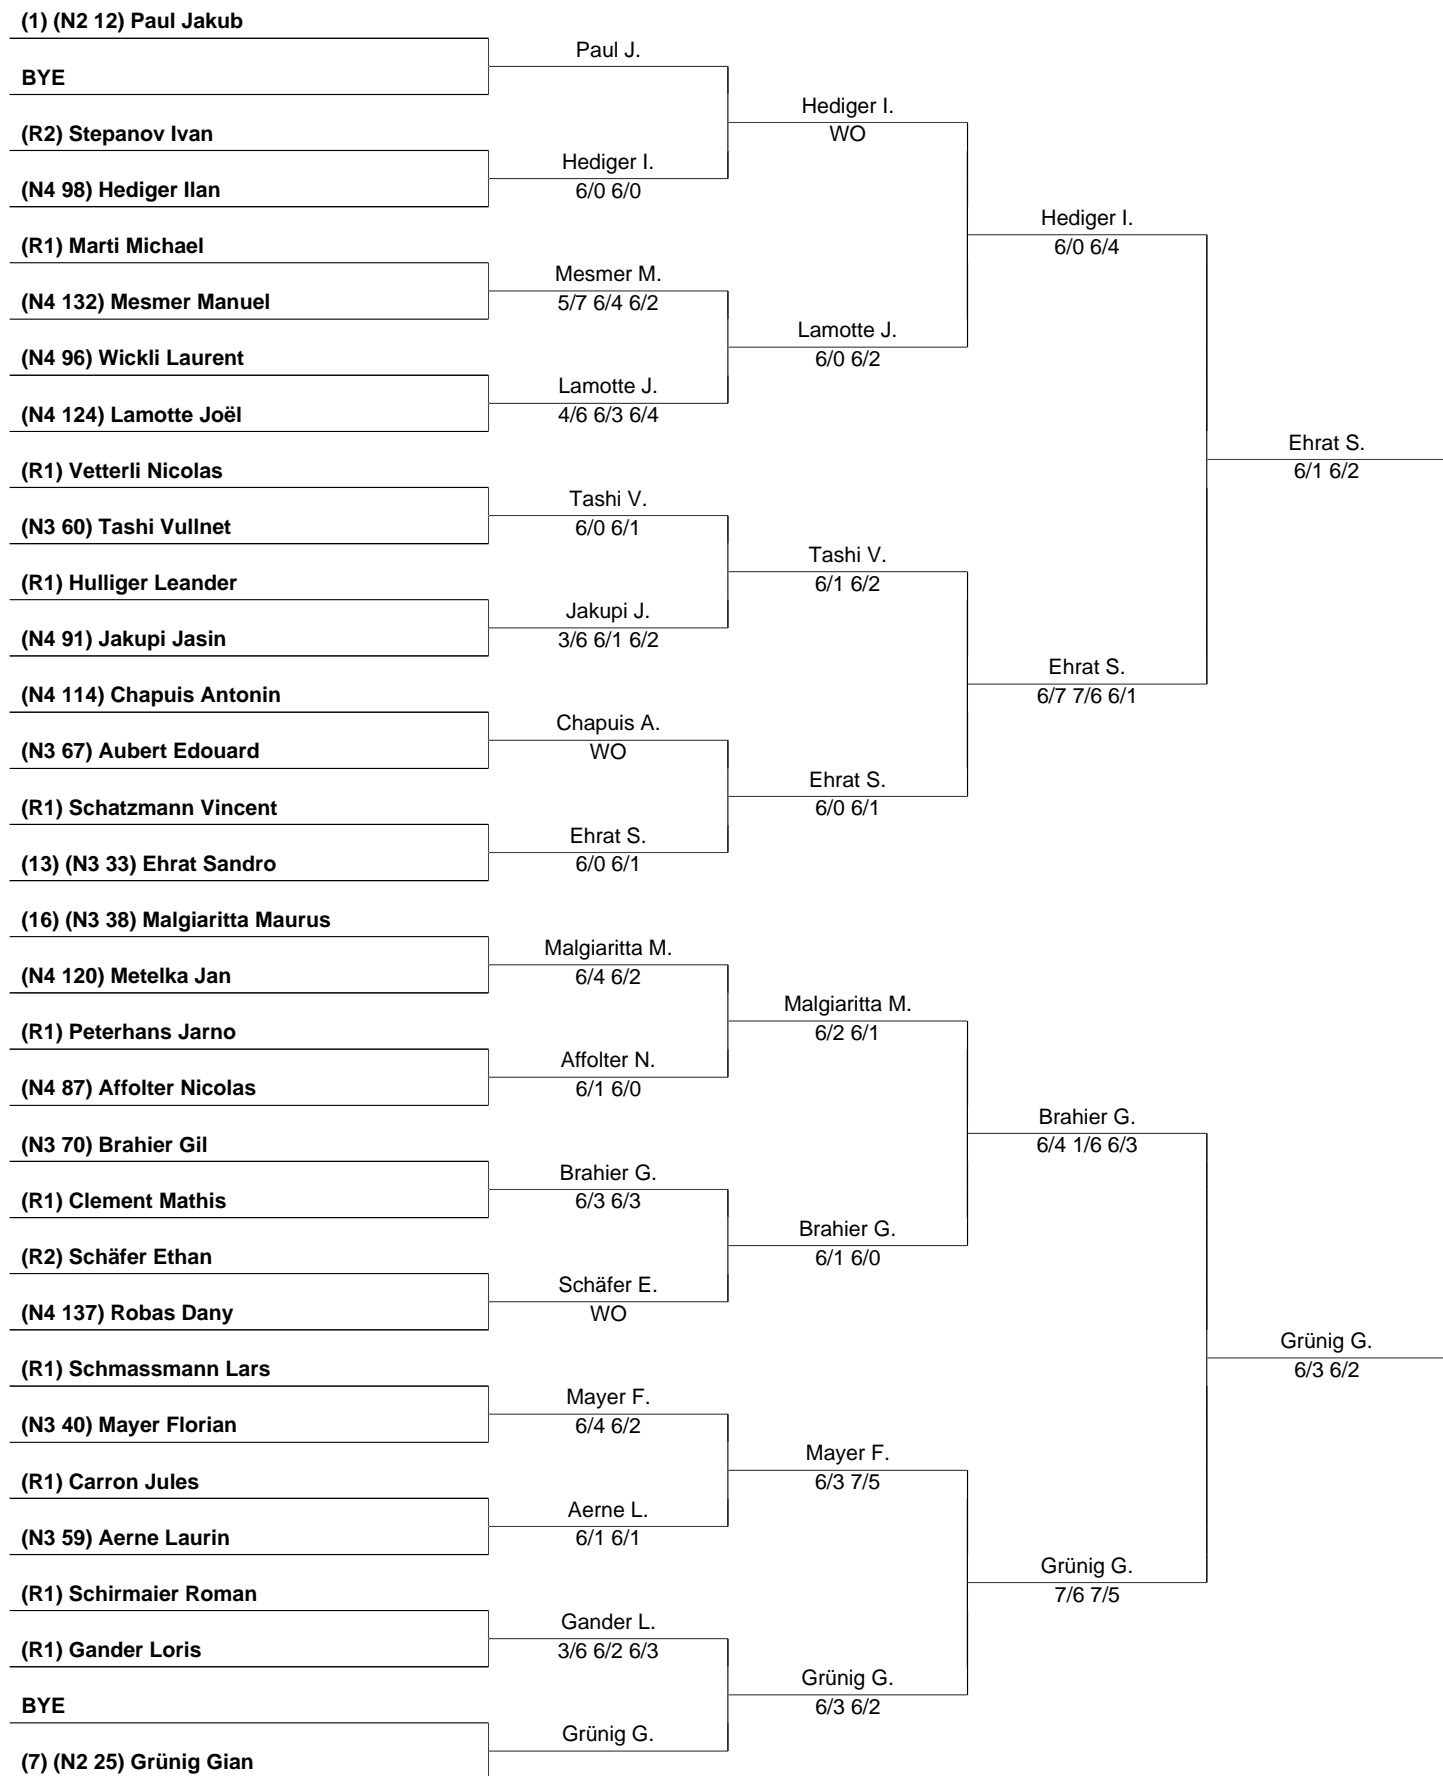 (1) (N2 12) Paul Jakub
Paul J.
BYE
Hediger I.
WO
(R2) Stepanov Ivan
Hediger I.
6/0 6/0
(N4 98) Hediger Ilan
Hediger I.
6/0 6/4
(R1) Marti Michael
Mesmer M.
5/7 6/4 6/2
(N4 132) Mesmer Manuel
Lamotte J.
6/0 6/2
(N4 96) Wickli Laurent
Lamotte J.
4/6 6/3 6/4
(N4 124) Lamotte Joël
Ehrat S.
6/1 6/2
(R1) Vetterli Nicolas
Tashi V.
6/0 6/1
(N3 60) Tashi Vullnet
Tashi V.
6/1 6/2
(R1) Hulliger Leander
Jakupi J.
3/6 6/1 6/2
(N4 91) Jakupi Jasin
Ehrat S.
6/7 7/6 6/1
(N4 114) Chapuis Antonin
Chapuis A.
WO
(N3 67) Aubert Edouard
Ehrat S.
6/0 6/1
(R1) Schatzmann Vincent
Ehrat S.
6/0 6/1
(13) (N3 33) Ehrat Sandro
(16) (N3 38) Malgiaritta Maurus
Malgiaritta M.
6/4 6/2
(N4 120) Metelka Jan
Malgiaritta M.
6/2 6/1
(R1) Peterhans Jarno
Affolter N.
6/1 6/0
(N4 87) Affolter Nicolas
Brahier G.
6/4 1/6 6/3
(N3 70) Brahier Gil
Brahier G.
6/3 6/3
(R1) Clement Mathis
Brahier G.
6/1 6/0
(R2) Schäfer Ethan
Schäfer E.
WO
(N4 137) Robas Dany
Grünig G.
6/3 6/2
(R1) Schmassmann Lars
Mayer F.
6/4 6/2
(N3 40) Mayer Florian
Mayer F.
6/3 7/5
(R1) Carron Jules
Aerne L.
6/1 6/1
(N3 59) Aerne Laurin
Grünig G.
7/6 7/5
(R1) Schirmaier Roman
Gander L.
3/6 6/2 6/3
(R1) Gander Loris
Grünig G.
6/3 6/2
BYE
Grünig G.
(7) (N2 25) Grünig Gian